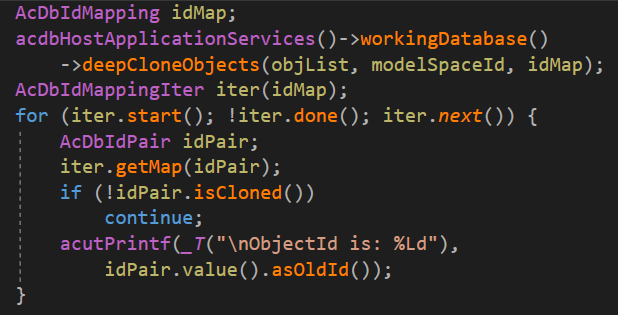 AcDbIdMapping idMap;
acdbHostApplicationServices()->workingDatabase()
->deepCloneObjects(objList, modelSpaceId, idMap);
AcDbIdMappingIter iter(idMap);
for (iter.start(); !iter.done(); iter.next()) {
AcDbIdPair idPair;
iter.getMap(idPair);
if (!idPair.isCloned())
continue;
acutPrintf(_T("\nObjectId is: %Ld"),
idPair.value().asOldId());
}